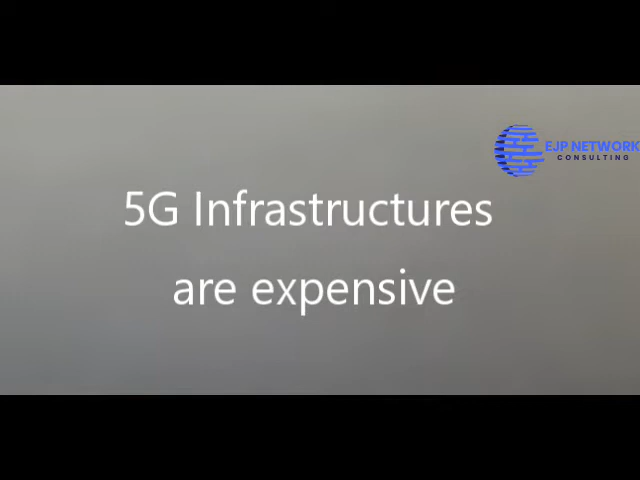 EJP NETWORK
CONSULTING
5G Infrastructures
are expensive